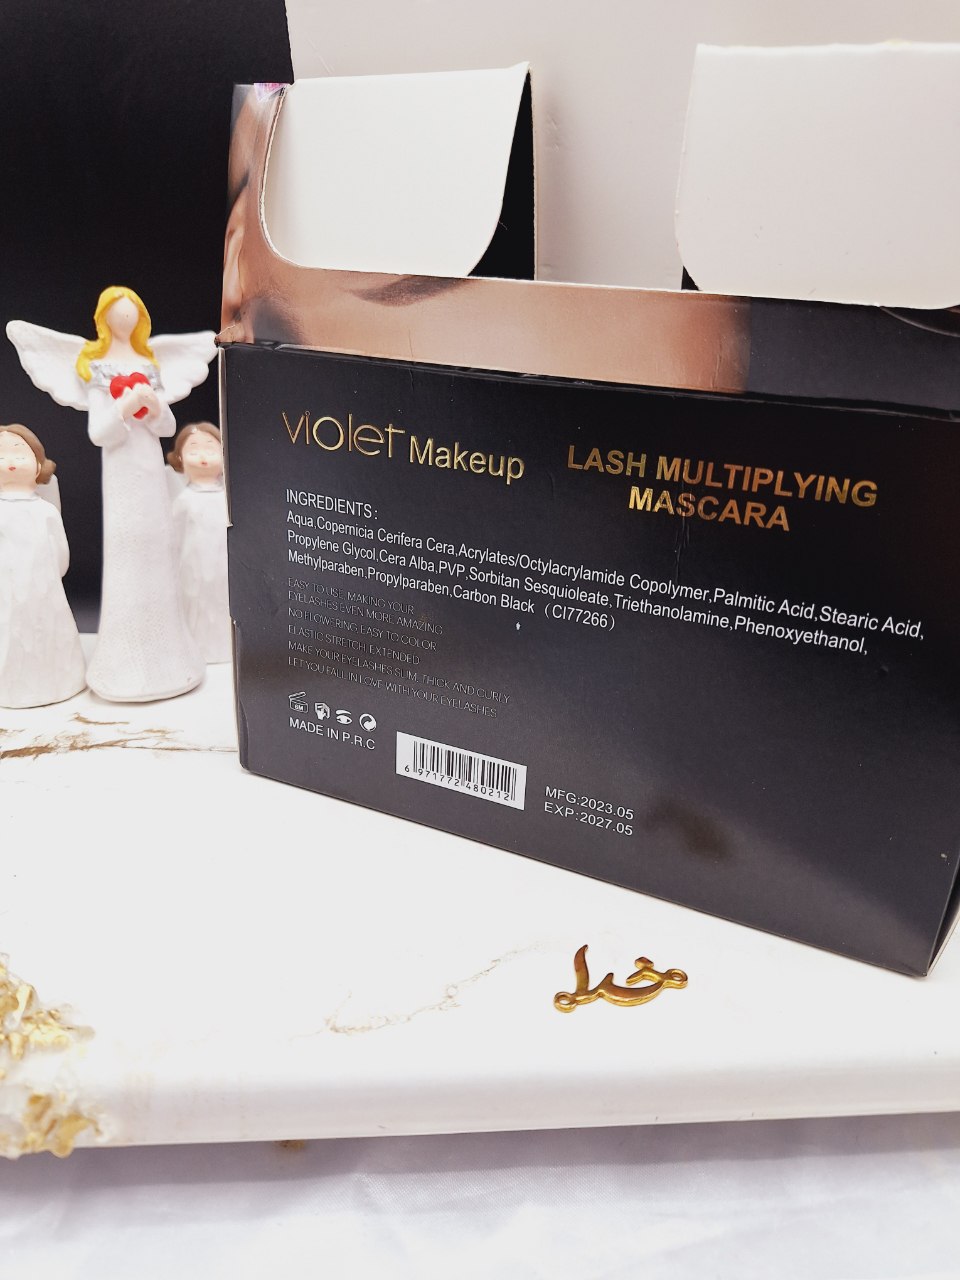 violet Makeup
LASH MULTIPLYING
MASCARA
INGREDIENTS:
Aqua,Copernicia Cerifera Cera,Acrylates/Octylacrylamide Copolymer,Palmitic Acid,Stearic Acid,
Propylene Glycol,Cera Alba,PVP,Sorbitan Sesquioleate,Triethanolamine,Phenoxyethanol,
Methylparaben,Propylparaben,Carbon Black（CI77266）
EASY TO USE, MAKING YOUR
EYELASHES EVEN MORE AMAZING
NO FLOWERING, EASY TO COLOR
ELASTIC STRETCH, EXTENDED
MAKE YOUR EYELASHES SLIM, THICK AND CURLY
LET YOU FALL IN LOVE WITH YOUR EYELASHES
6M
MADE IN P.R.C
6 971772 480212
MFG:2023.05
EXP:2027.05
خدا